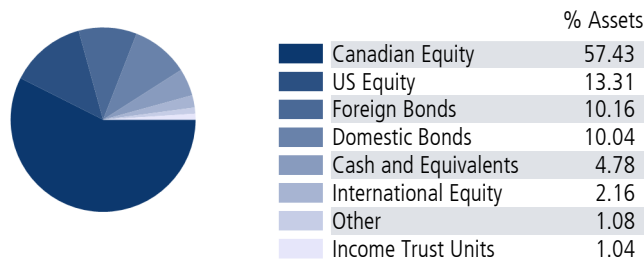 % Assets
Canadian Equity 57.43
US Equity 13.31
Foreign Bonds 10.16
Domestic Bonds 10.04
Cash and Equivalents 4.78
International Equity 2.16
Other 1.08
Income Trust Units 1.04